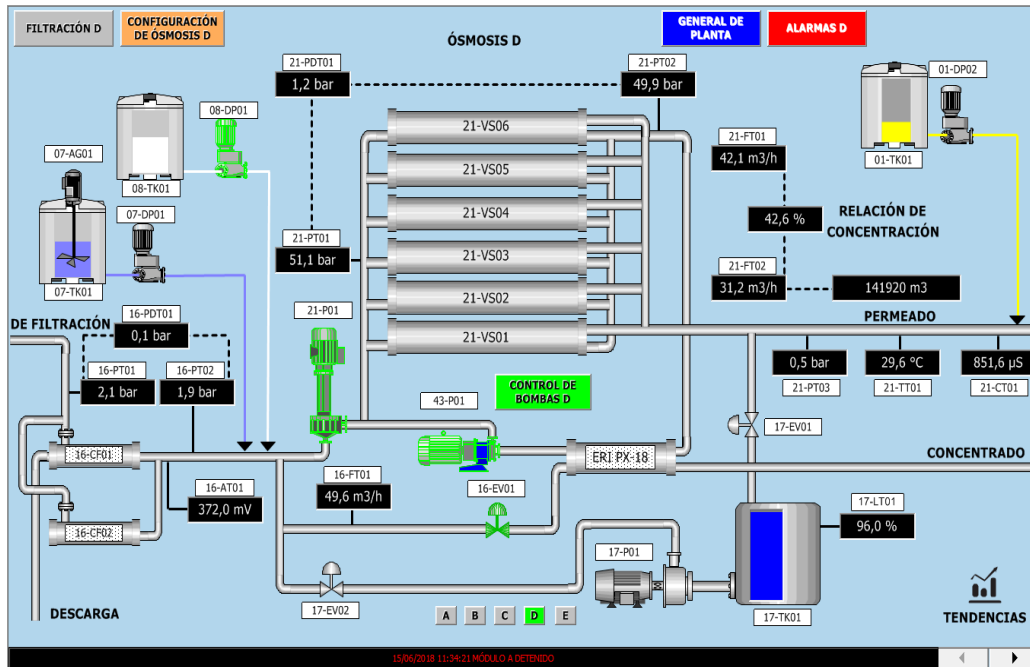 FILTRACIÓN D
CONFIGURACIÓN
DE ÓSMOSIS D
GENERAL DE
PLANTA
ALARMAS D
ÓSMOSIS D
21-PDT01
1,2 bar
21-PT02
49,9 bar
01-DP02
08-DP01
21-VS06
21-FT01
42,1 m3/h
07-AG01
01-TK01
21-VS05
08-TK01
21-VS04
42,6 %
RELACIÓN DE
CONCENTRACIÓN
07-DP01
21-PT01
51,1 bar
21-VS03
21-FT02
31,2 m3/h
141920 m3
07-TK01
21-VS02
21-P01
16-PDT01
0,1 bar
DE FILTRACIÓN
PERMEADO
21-VS01
16-PT01
2,1 bar
16-PT02
1,9 bar
0,5 bar
21-PT03
29,6 °C
21-TT01
851,6 µS
21-CT01
CONTROL DE
BOMBAS D
43-P01
17-EV01
16-CF01
ERI PX-18
CONCENTRADO
16-FT01
49,6 m3/h
16-AT01
372,0 mV
16-EV01
17-LT01
96,0 %
16-CF02
17-P01
17-EV02
DESCARGA
A B C D E
17-TK01
TENDENCIAS
15/06/2018 11:34:21 MÓDULO A DETENIDO